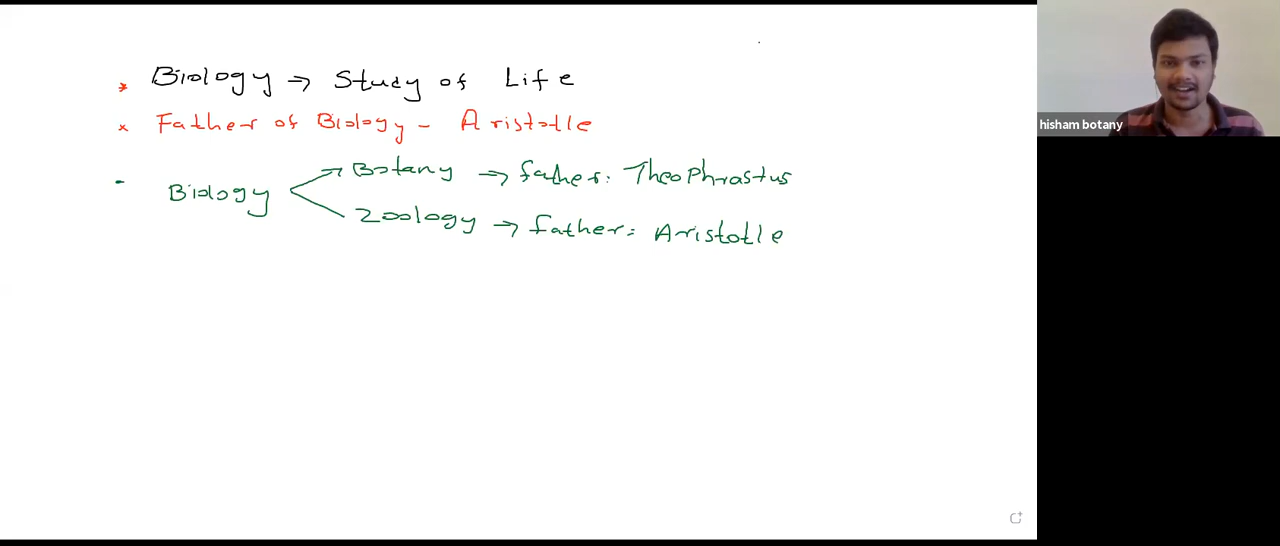 * Biology → Study of Life
hisham botany
* Father of Biology - Aristotle
Botany → father: Theophrastus
- Biology
Zoology → father: Aristotle